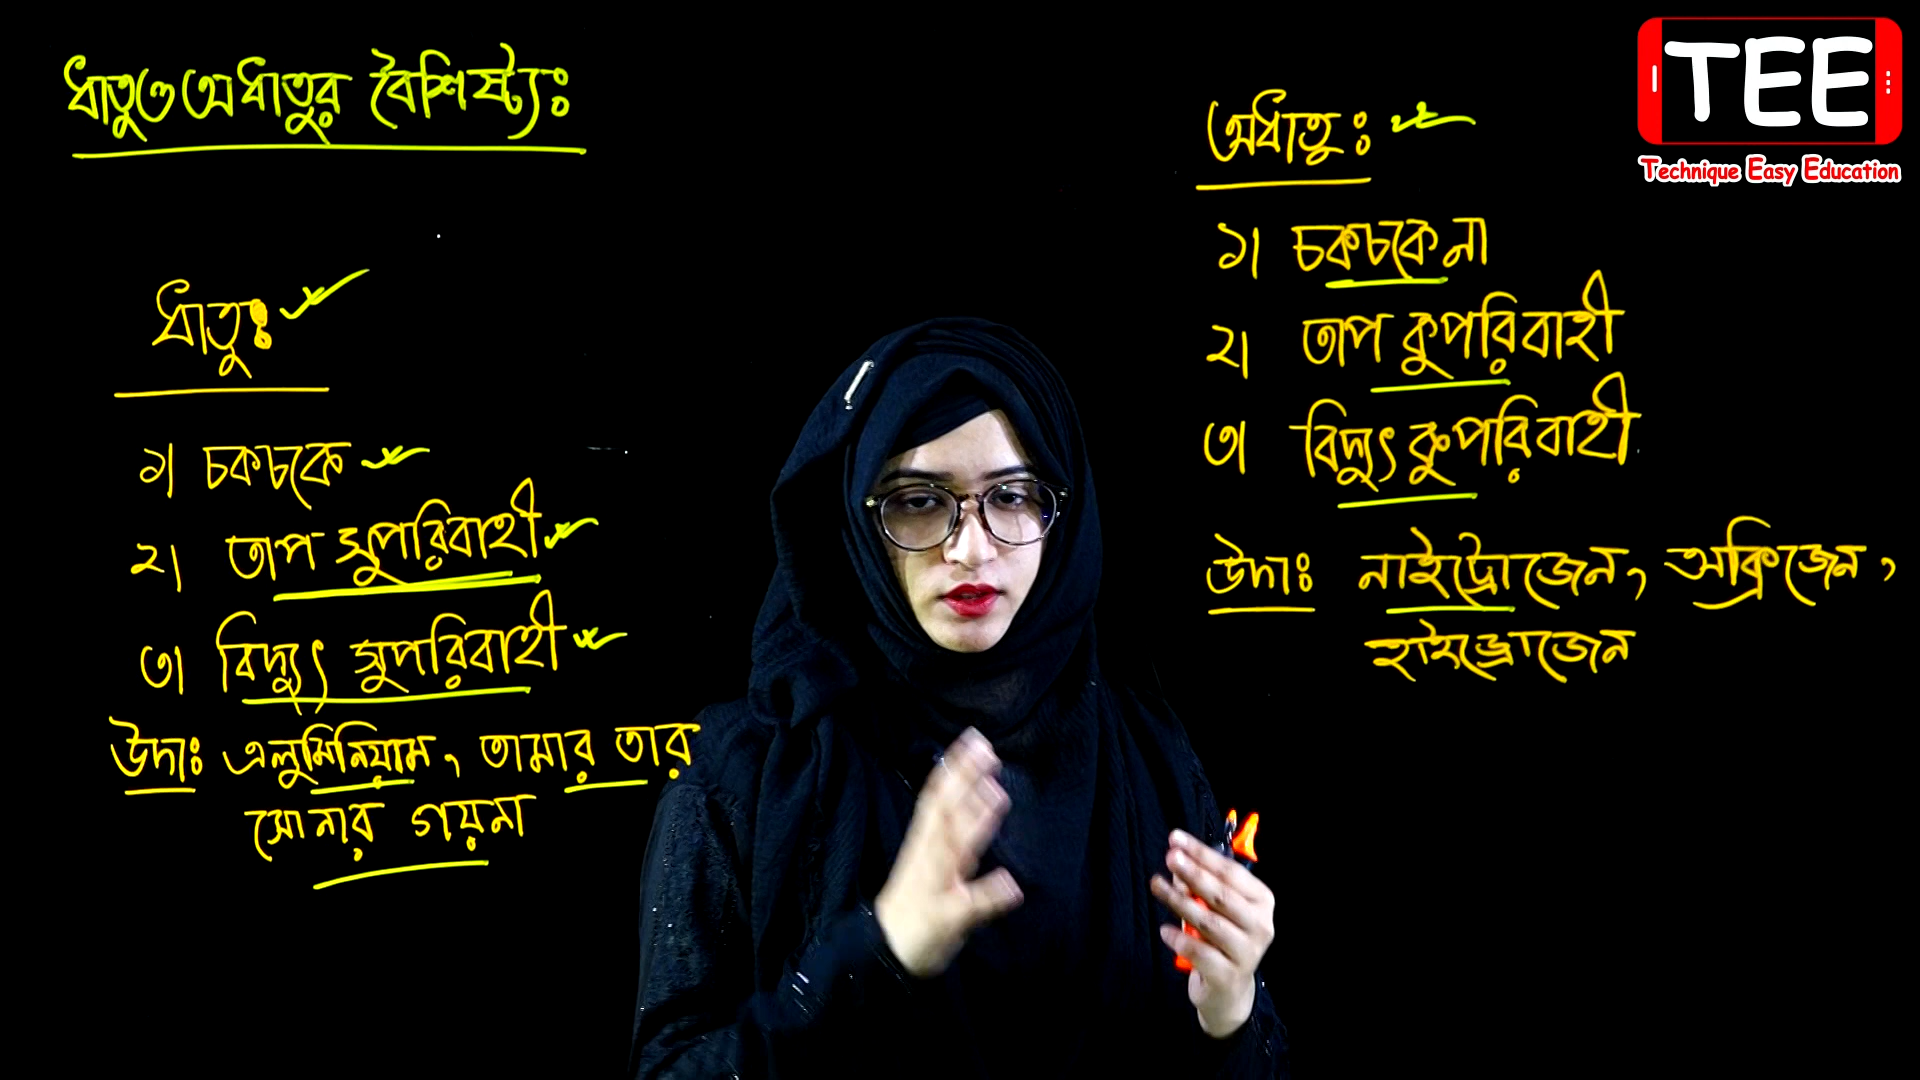 ধাতু ও অধাতুর বৈশিষ্ট্যঃ
ধাতুঃ
১। চকচকে
২। তাপ সুপরিবাহী
৩। বিদ্যুৎ সুপরিবাহী
উদাঃ এলুমিনিয়াম, তামার তার
সোনার গয়না
অধাতুঃ
১। চকচকে না
২। তাপ কুপরিবাহী
৩। বিদ্যুৎ কুপরিবাহী
উদাঃ নাইট্রোজেন, অক্সিজেন,
হাইড্রোজেন
TEE
Technique Easy Education